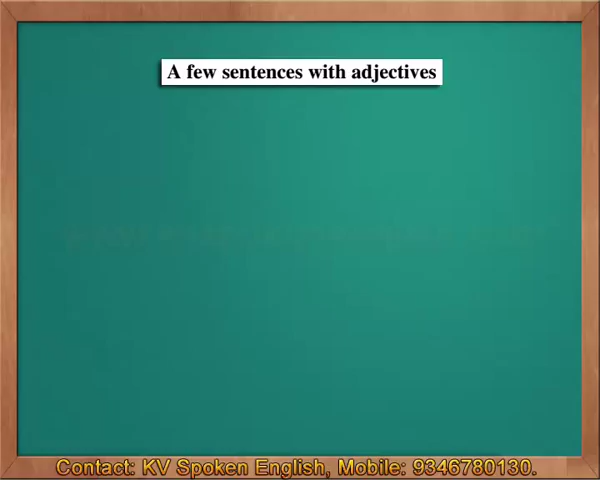 A few sentences with adjectives
Contact: KV Spoken English, Mobile: 9346780130.